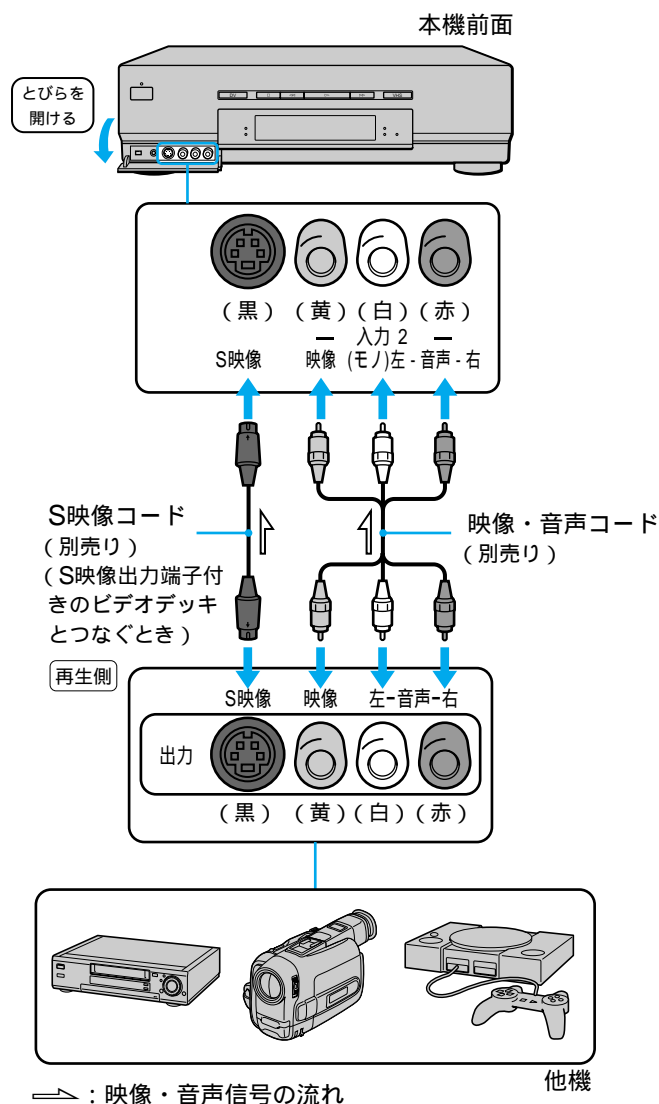 本機前面
とびらを
開ける
DV
VHS
（黒）（黄）（白）（赤）
入力 2
S映像 映像 (モノ)左 - 音声 - 右
S映像コード
（別売り）
（S映像出力端子付
きのビデオデッキ
とつなぐとき）
映像・音声コード
（別売り）
再生側
S映像 映像 左-音声-右
出力
（黒）（黄）（白）（赤）
他機
：映像・音声信号の流れ